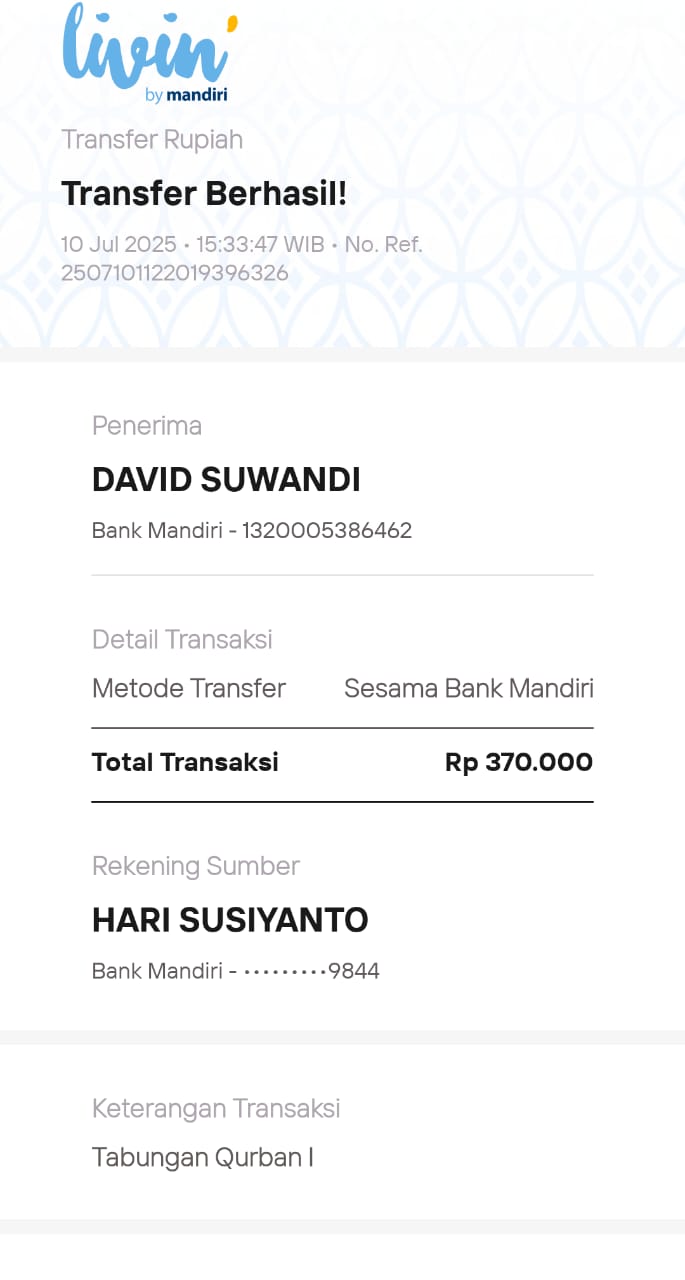 livin'
by mandiri
Transfer Rupiah
Transfer Berhasil!
10 Jul 2025 • 15:33:47 WIB • No. Ref.
2507101122019396326
Penerima
DAVID SUWANDI
Bank Mandiri - 1320005386462
Detail Transaksi
Metode Transfer Sesama Bank Mandiri
Total Transaksi Rp 370.000
Rekening Sumber
HARI SUSIYANTO
Bank Mandiri - •••••••••9844
Keterangan Transaksi
Tabungan Qurban I